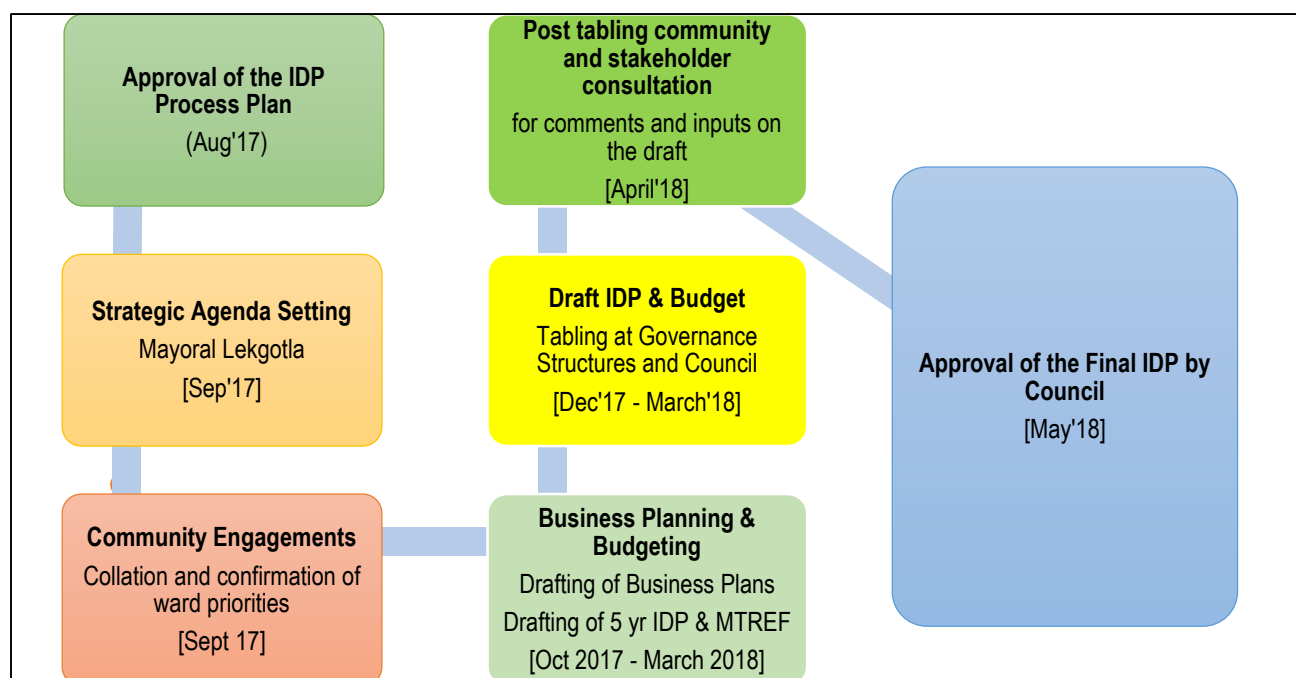 Approval of the IDP
Process Plan
(Aug'17)
Strategic Agenda Setting
Mayoral Lekgotla
[Sep'17]
Community Engagements
Collation and confirmation of
ward priorities
[Sept 17]
Business Planning &
Budgeting
Drafting of Business Plans
Drafting of 5 yr IDP & MTREF
[Oct 2017 - March 2018]
Draft IDP & Budget
Tabling at Governance
Structures and Council
[Dec'17 - March'18]
Post tabling community
and stakeholder
consultation
for comments and inputs on
the draft
[April'18]
Approval of the Final IDP by
Council
[May'18]